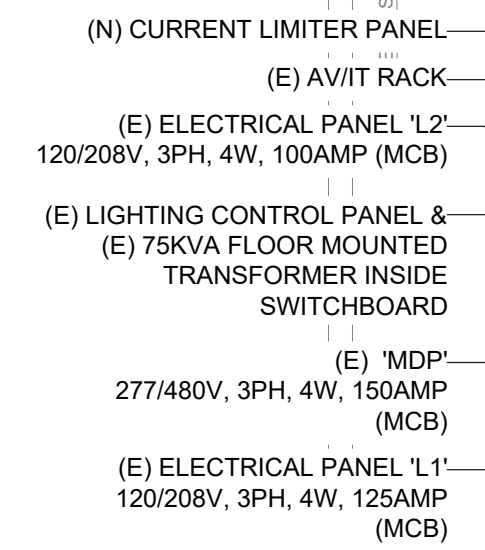 (N) CURRENT LIMITER PANEL
(E) AV/IT RACK
(E) ELECTRICAL PANEL 'L2'
120/208V, 3PH, 4W, 100AMP (MCB)
(E) LIGHTING CONTROL PANEL &
(E) 75KVA FLOOR MOUNTED
TRANSFORMER INSIDE
SWITCHBOARD
(E) 'MDP'
277/480V, 3PH, 4W, 150AMP
(MCB)
(E) ELECTRICAL PANEL 'L1'
120/208V, 3PH, 4W, 125AMP
(MCB)